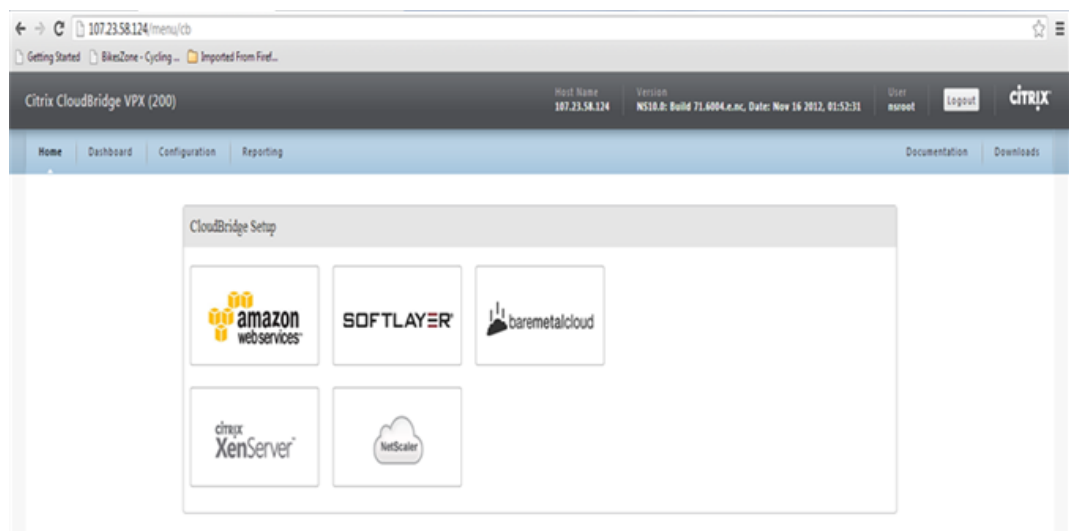 107.23.58.124/menu/cb
Getting Started BikesZone - Cycling ... Imported From Firef...
Citrix CloudBridge VPX (200)
Host Name
107.23.58.124
Version
NS10.0: Build 71.6004.e.nc, Date: Nov 16 2012, 01:52:31
User
nsroot
Logout
CITRIX
Home Dashboard Configuration Reporting Documentation Downloads
CloudBridge Setup
amazon
webservices™
SOFTLAYER®
baremetalcloud
CITRIX
XenServer™
NetScaler